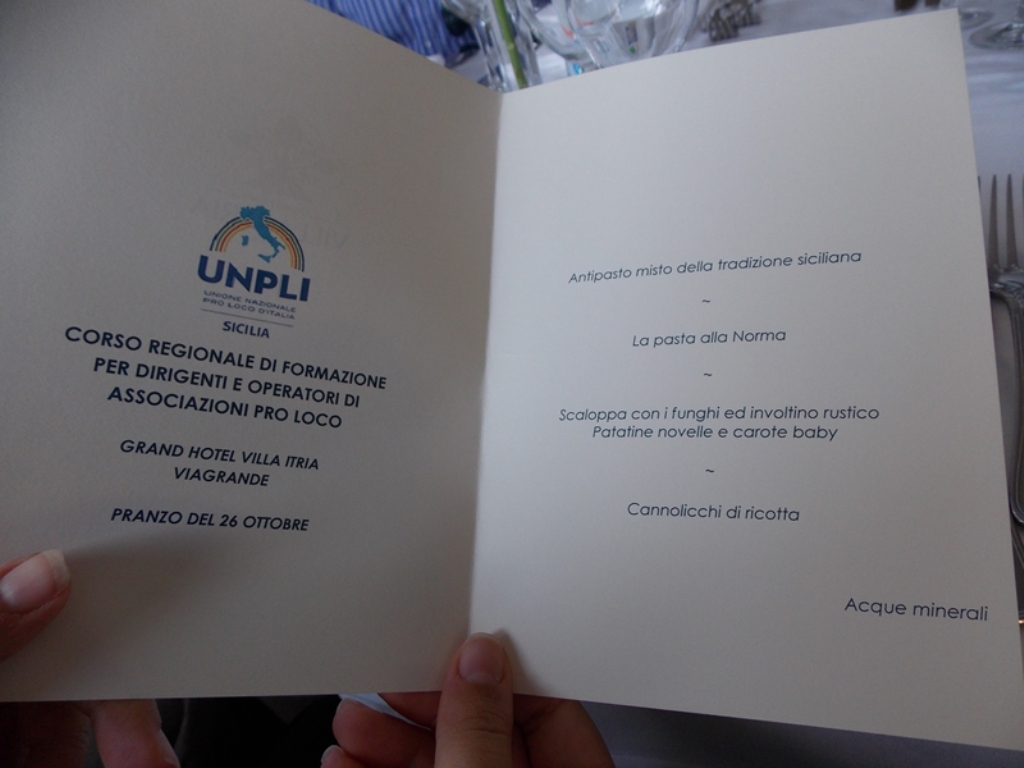 UNPLI
UNIONE NAZIONALE
PRO LOCO D'ITALIA
SICILIA
CORSO REGIONALE DI FORMAZIONE
PER DIRIGENTI E OPERATORI DI
ASSOCIAZIONI PRO LOCO
GRAND HOTEL VILLA ITRIA
VIAGRANDE
PRANZO DEL 26 OTTOBRE
Antipasto misto della tradizione siciliana
~
La pasta alla Norma
~
Scaloppa con i funghi ed involtino rustico
Patatine novelle e carote baby
~
Cannolicchi di ricotta
Acque minerali